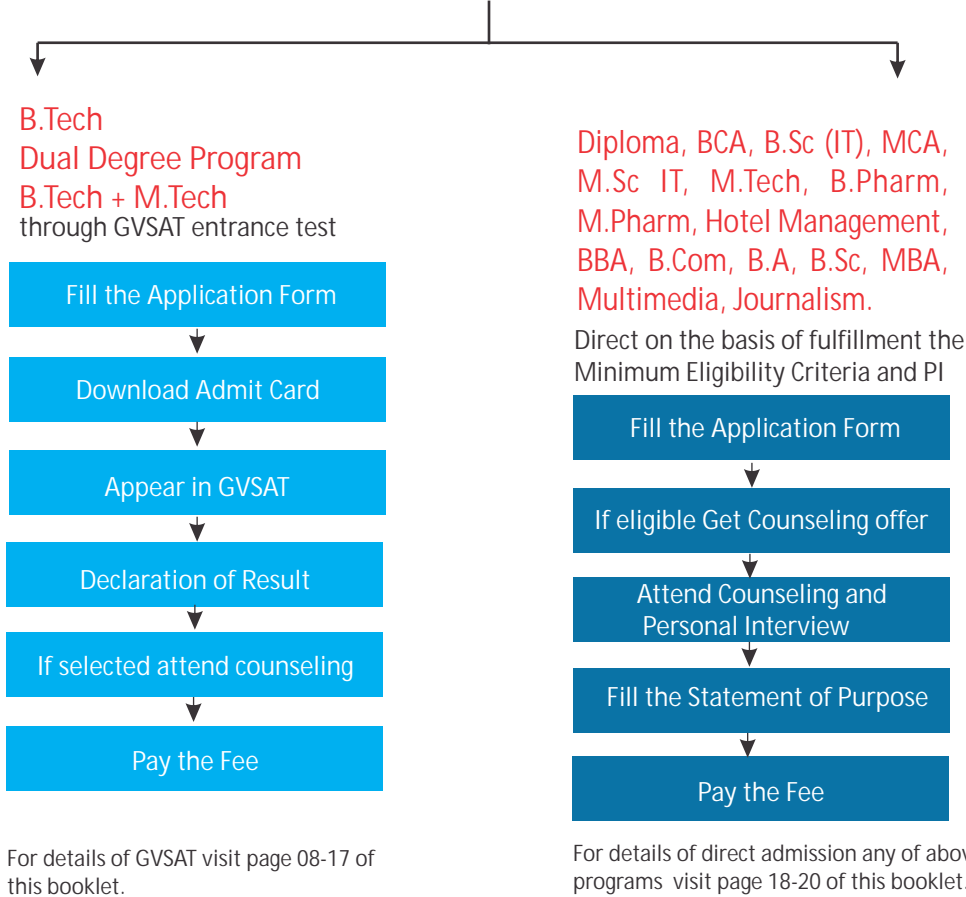 B.Tech
Dual Degree Program
B.Tech + M.Tech
through GVSAT entrance test
Fill the Application Form
Download Admit Card
Appear in GVSAT
Declaration of Result
If selected attend counseling
Pay the Fee
For details of GVSAT visit page 08-17 of
this booklet.
Diploma, BCA, B.Sc (IT), MCA,
M.Sc IT, M.Tech, B.Pharm,
M.Pharm, Hotel Management,
BBA, B.Com, B.A, B.Sc, MBA,
Multimedia, Journalism.
Direct on the basis of fulfillment the
Minimum Eligibility Criteria and PI
Fill the Application Form
If eligible Get Counseling offer
Attend Counseling and
Personal Interview
Fill the Statement of Purpose
Pay the Fee
For details of direct admission any of abov
programs visit page 18-20 of this booklet.